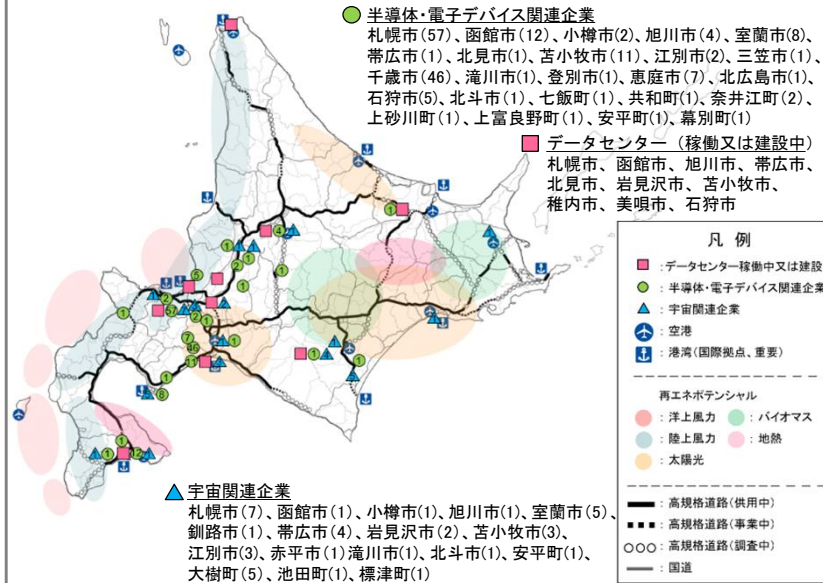 半導体・電子デバイス関連企業
札幌市(57)、函館市(12)、小樽市(2)、旭川市(4)、室蘭市(8)、
帯広市(1)、北見市(1)、苫小牧市(11)、江別市(2)、三笠市(1)、
千歳市(46)、滝川市(1)、登別市(1)、恵庭市(7)、北広島市(1)、
石狩市(5)、北斗市(1)、七飯町(1)、共和町(1)、奈井江町(2)、
上砂川町(1)、上富良野町(1)、安平町(1)、幕別町(1)
データセンター（稼働又は建設中）
札幌市、函館市、旭川市、帯広市、
北見市、岩見沢市、苫小牧市、
稚内市、美唄市、石狩市
凡 例
：データセンター稼働中又は建設
：半導体・電子デバイス関連企業
：宇宙関連企業
：空港
：港湾(国際拠点、重要)
再エネポテンシャル
：洋上風力
：バイオマス
：陸上風力
：地熱
：太陽光
：高規格道路(供用中)
：高規格道路(事業中)
：高規格道路(調査中)
：国道
宇宙関連企業
札幌市(7)、函館市(1)、小樽市(1)、旭川市(1)、室蘭市(5)、
釧路市(1)、帯広市(4)、岩見沢市(2)、苫小牧市(3)、
江別市(3)、赤平市(1)滝川市(1)、北斗市(1)、安平町(1)、
大樹町(5)、池田町(1)、標津町(1)